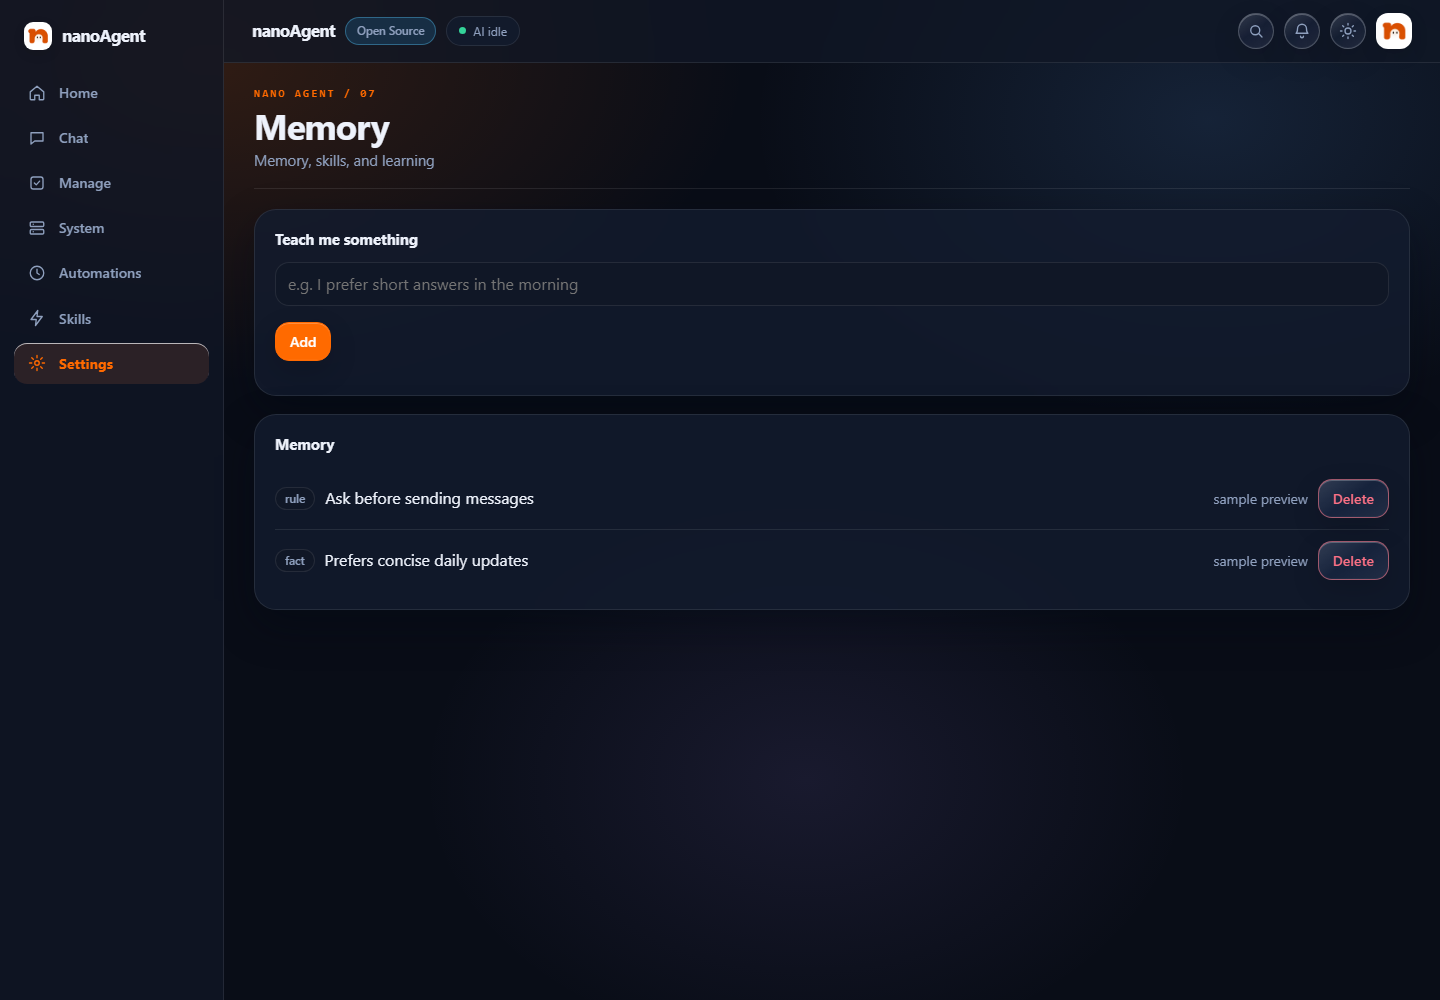 nanoAgent
Home
Chat
Manage
System
Automations
Skills
Settings
nanoAgent Open Source AI idle
NANO AGENT / 07
Memory
Memory, skills, and learning
Teach me something
e.g. I prefer short answers in the morning
Add
Memory
rule Ask before sending messages sample preview Delete
fact Prefers concise daily updates sample preview Delete